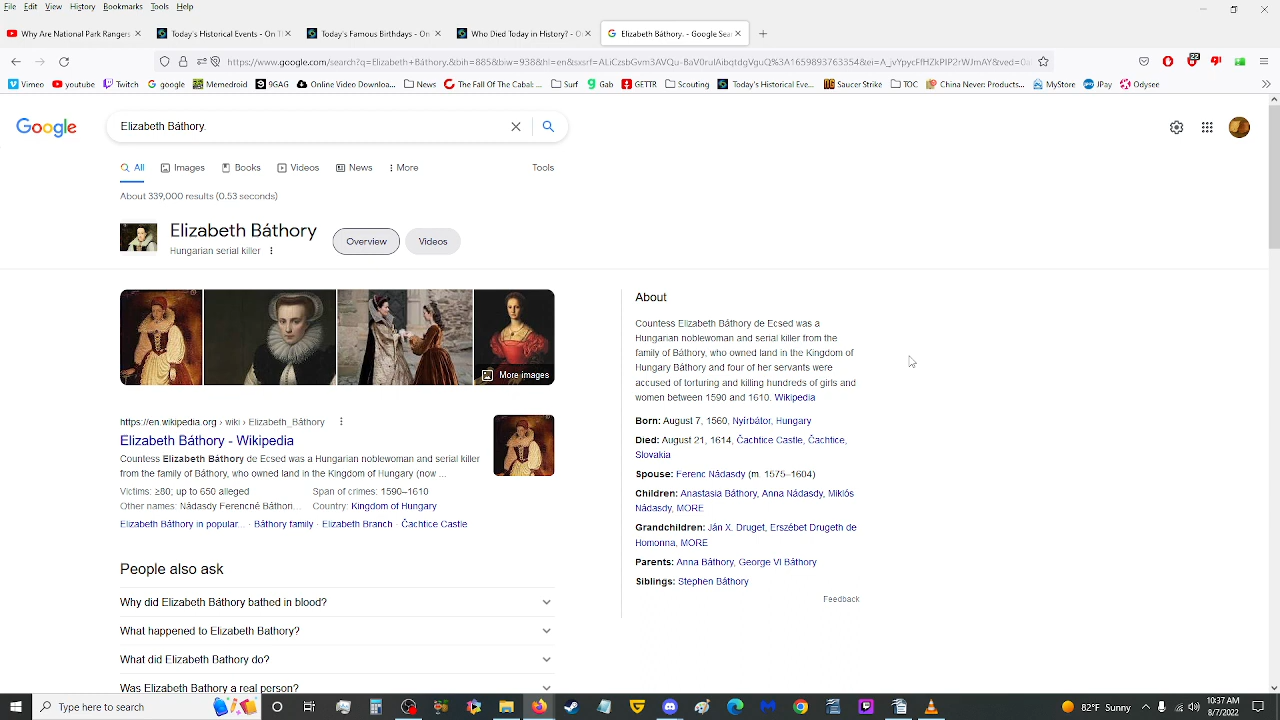 File Edit View History Bookmarks Tools Help
Why Are National Park Rangers
Today's Historical Events - On T
Today's Famous Birthdays - On
Who Died Today in History? - O
Elizabeth Báthory. - Google Sea
Vimeo youtube Twitch google Memedroid 9GAG Online Green Video Do... News The Fall Of The Cabal ... Surf Gab GETTR Scouting Today's Historical Eve... Saucer Strike TOC China Never: Produc... MyStore JPay Odysee
Google
Elizabeth Báthory.
All Images Books Videos News More Tools
About 339,000 results (0.53 seconds)
Elizabeth Báthory
Hungarian serial killer
Overview Videos
More images
https://en.wikipedia.org › wiki › Elizabeth_Báthory
Elizabeth Báthory - Wikipedia
Countess Elizabeth Báthory de Ecsed was a Hungarian noblewoman and serial killer
from the family of Báthory, who owned land in the Kingdom of Hungary (now ...
Victims: ≥80; up to 650 alleged Span of crimes: 1590–1610
Other names: Nádasdy Ferencné Báthori... Country: Kingdom of Hungary
Elizabeth Báthory in popular... · Báthory family · Elizabeth Branch · Čachtice Castle
People also ask
Why did Elizabeth Báthory bathed in blood?
What happened to Elizabeth Bathory?
What did Elizabeth Bathory do?
Was Elizabeth Bathory a real person?
About
Countess Elizabeth Báthory de Ecsed was a
Hungarian noblewoman and serial killer from the
family of Báthory, who owned land in the Kingdom of
Hungary Báthory and four of her servants were
accused of torturing and killing hundreds of girls and
women between 1590 and 1610. Wikipedia
Born: August 7, 1560, Nyírbátor, Hungary
Died: August 21, 1614, Čachtice Castle, Čachtice,
Slovakia
Spouse: Ferenc Nádasdy (m. 1575–1604)
Children: Anastasia Báthory, Anna Nádasdy, Miklós
Nádasdy, MORE
Grandchildren: Ján X. Druget, Erszébet Drugeth de
Homonna, MORE
Parents: Anna Báthory, George VI Báthory
Siblings: Stephen Báthory
Feedback
Type here to search
82°F Sunny
10:37 AM
8/7/2022